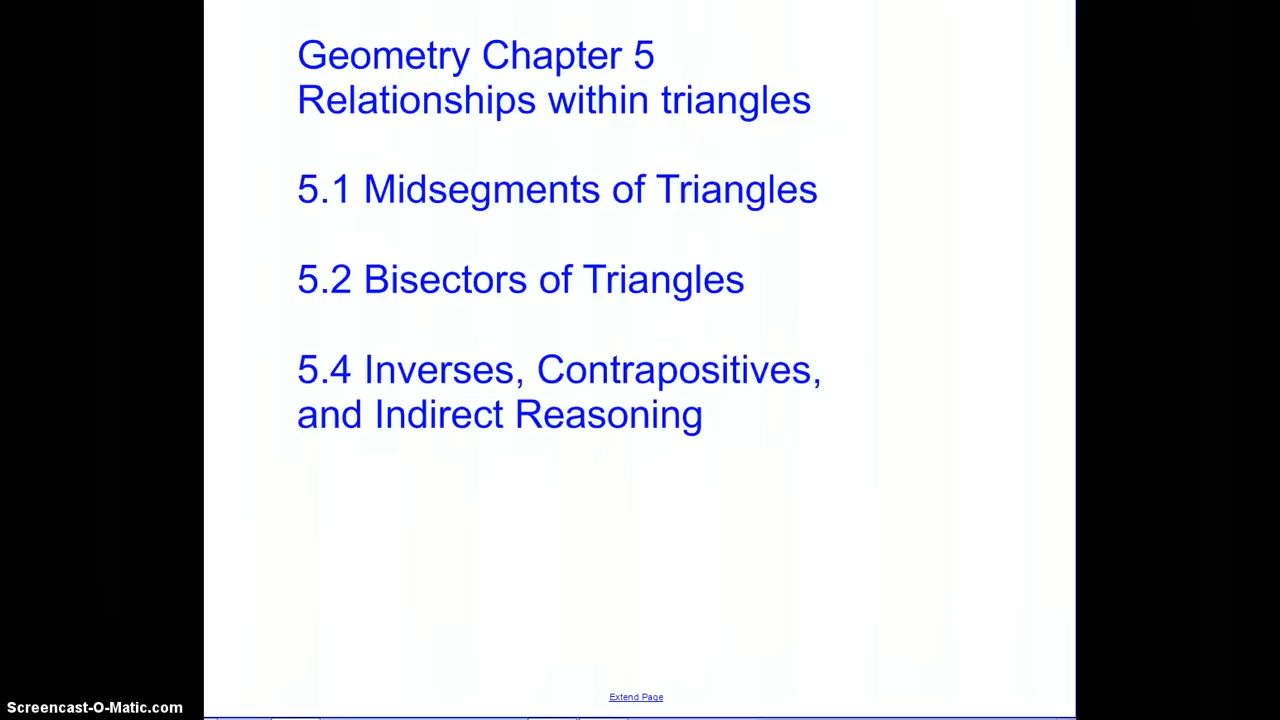 Geometry Chapter 5
Relationships within triangles
5.1 Midsegments of Triangles
5.2 Bisectors of Triangles
5.4 Inverses, Contrapositives,
and Indirect Reasoning
Extend Page
Screencast-O-Matic.com